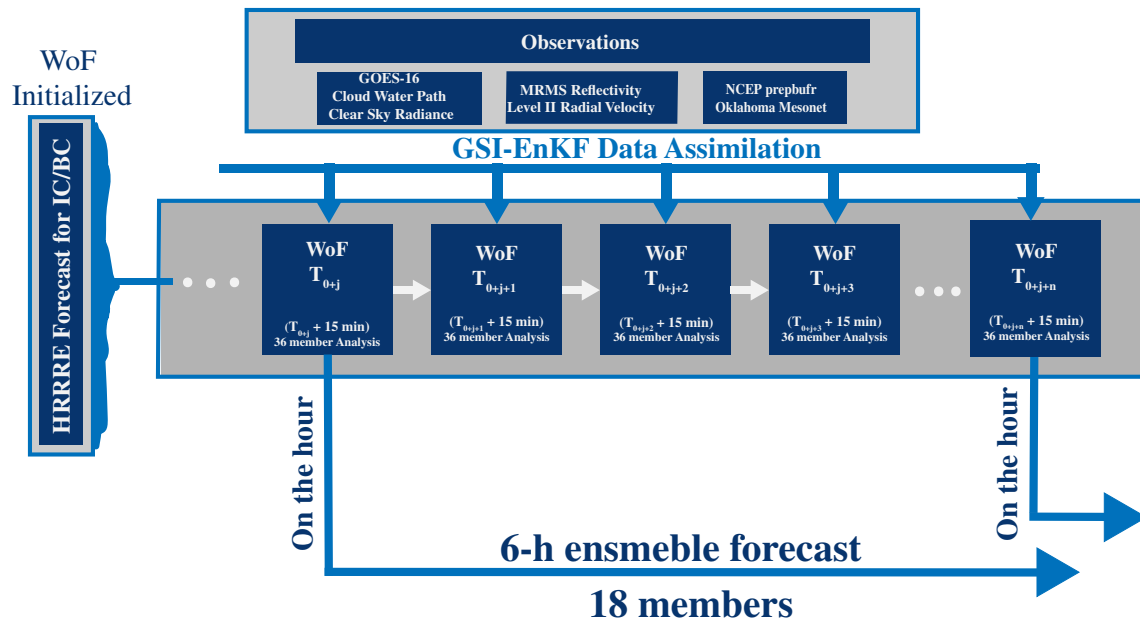 WoF
Initialized
HRRRE Forecast for IC/BC
Observations
GOES-16
Cloud Water Path
Clear Sky Radiance
MRMS Reflectivity
Level II Radial Velocity
NCEP prepbufr
Oklahoma Mesonet
GSI-EnKF Data Assimilation
WoF
T0+j
(T0+j + 15 min)
36 member Analysis
WoF
T0+j+1
(T0+j+1 + 15 min)
36 member Analysis
WoF
T0+j+2
(T0+j+2 + 15 min)
36 member Analysis
WoF
T0+j+3
(T0+j+3 + 15 min)
36 member Analysis
WoF
T0+j+n
(T0+j+n + 15 min)
36 member Analysis
On the hour
On the hour
6-h ensmeble forecast
18 members